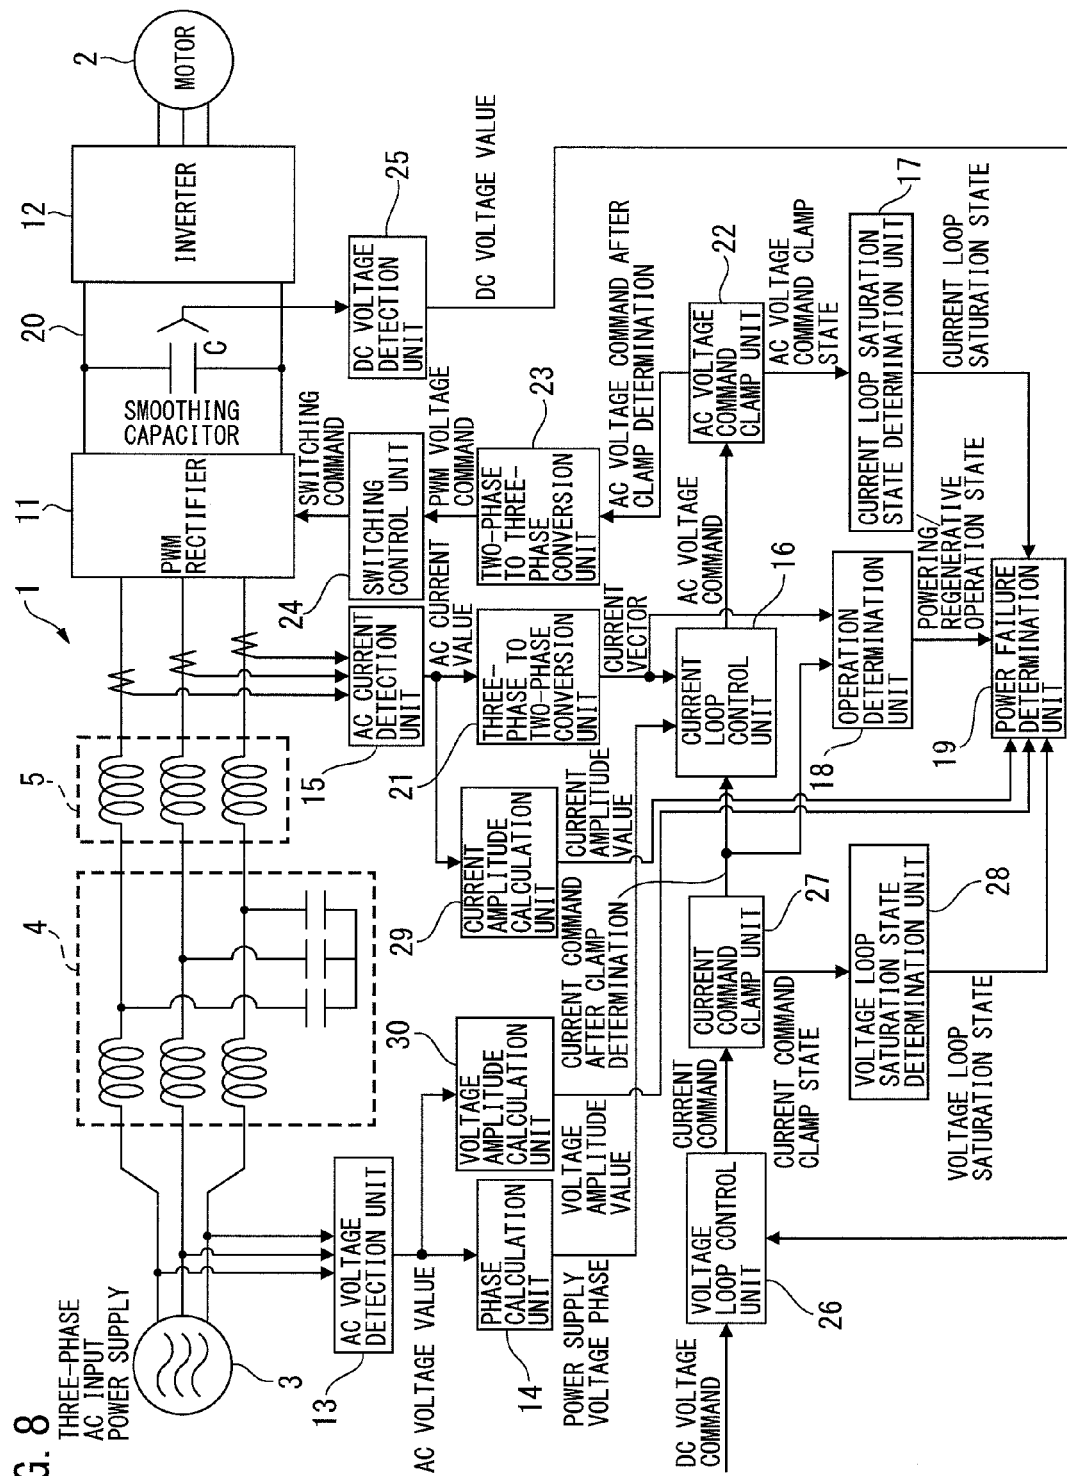 G. 8
THREE-PHASE
AC INPUT
POWER SUPPLY
3
4
5
1
11
PWM
RECTIFIER
SMOOTHING
CAPACITOR
C
20
12
INVERTER
2
MOTOR
13
AC VOLTAGE
DETECTION UNIT
AC VOLTAGE VALUE
15
AC CURRENT
DETECTION
UNIT
AC CURRENT
VALUE
24
SWITCHING
CONTROL UNIT
SWITCHING
COMMAND
PWM VOLTAGE
COMMAND
25
DC VOLTAGE
DETECTION
UNIT
DC VOLTAGE VALUE
14
PHASE
CALCULATION
UNIT
POWER SUPPLY
VOLTAGE PHASE
30
VOLTAGE
AMPLITUDE
CALCULATION
UNIT
VOLTAGE
AMPLITUDE
VALUE
29
CURRENT
AMPLITUDE
CALCULATION
UNIT
CURRENT
AMPLITUDE
VALUE
21
THREE-
PHASE TO
TWO-PHASE
CONVERSION
UNIT
CURRENT
VECTOR
23
TWO-PHASE
TO THREE-
PHASE
CONVERSION
UNIT
AC VOLTAGE COMMAND AFTER
CLAMP DETERMINATION
DC VOLTAGE
COMMAND
VOLTAGE
LOOP CONTROL
UNIT
26
CURRENT
COMMAND
CURRENT COMMAND
AFTER CLAMP
DETERMINATION
CURRENT
COMMAND
CLAMP UNIT
27
CURRENT COMMAND
CLAMP STATE
CURRENT
LOOP
CONTROL
UNIT
16
AC VOLTAGE
COMMAND
AC VOLTAGE
COMMAND
CLAMP UNIT
22
AC VOLTAGE
COMMAND CLAMP
STATE
VOLTAGE LOOP
SATURATION STATE
DETERMINATION UNIT
28
VOLTAGE LOOP
SATURATION STATE
18
OPERATION
DETERMINATION
UNIT
POWERING/
REGENERATIVE
OPERATION STATE
CURRENT LOOP SATURATION
STATE DETERMINATION UNIT
17
CURRENT LOOP
SATURATION STATE
19
POWER FAILURE
DETERMINATION
UNIT